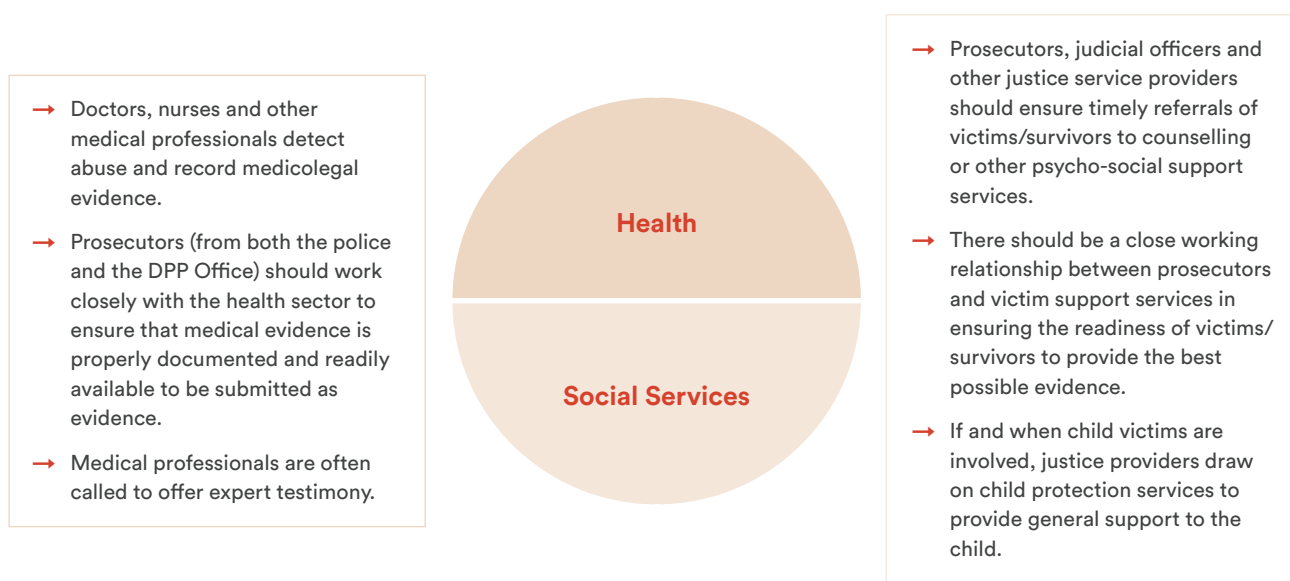 → Doctors, nurses and other
medical professionals detect
abuse and record medicolegal
evidence.
→ Prosecutors (from both the police
and the DPP Office) should work
closely with the health sector to
ensure that medical evidence is
properly documented and readily
available to be submitted as
evidence.
→ Medical professionals are often
called to offer expert testimony.
Health
Social Services
→ Prosecutors, judicial officers and
other justice service providers
should ensure timely referrals of
victims/survivors to counselling
or other psycho-social support
services.
→ There should be a close working
relationship between prosecutors
and victim support services in
ensuring the readiness of victims/
survivors to provide the best
possible evidence.
→ If and when child victims are
involved, justice providers draw
on child protection services to
provide general support to the
child.